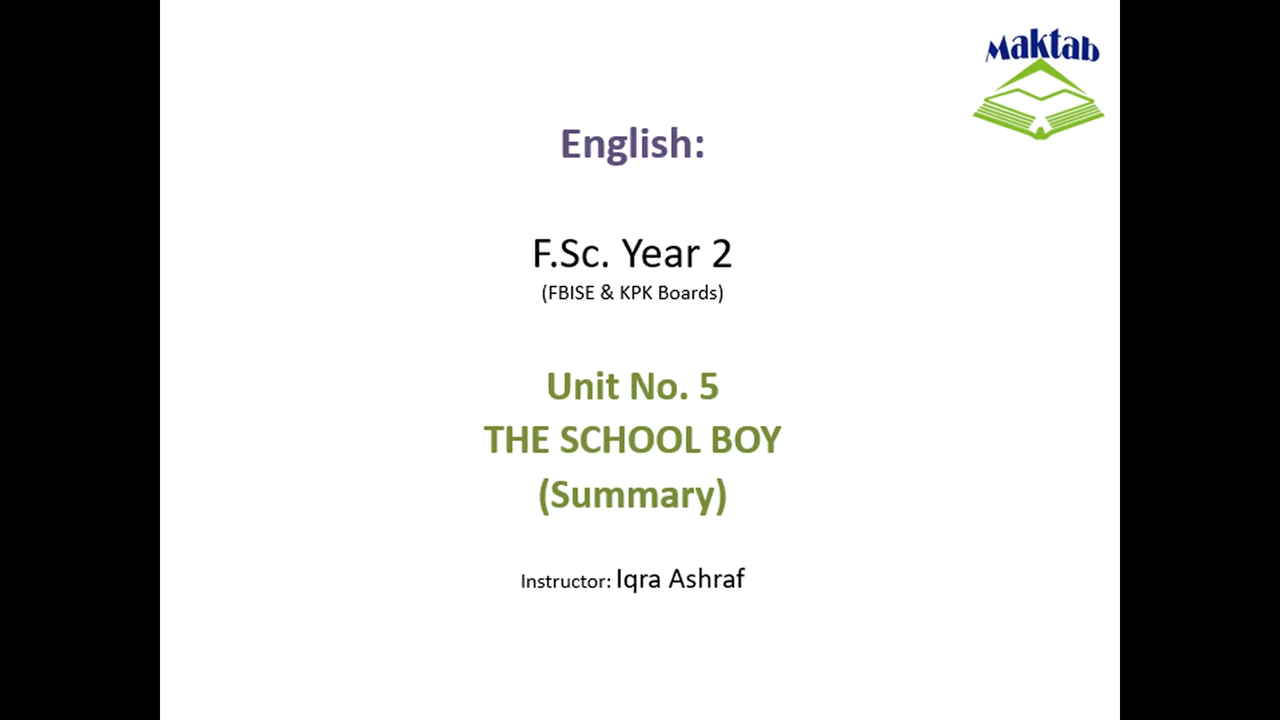 Maktab
English:
F.Sc. Year 2
(FBISE & KPK Boards)
Unit No. 5
THE SCHOOL BOY
(Summary)
Instructor: Iqra Ashraf